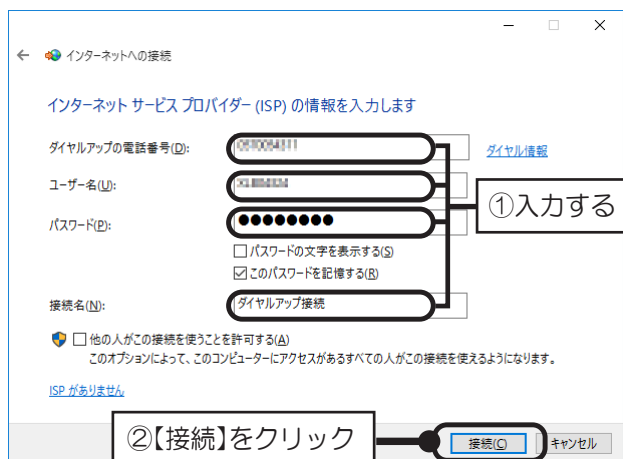 インターネットへの接続
インターネット サービス プロバイダー (ISP) の情報を入力します
ダイヤルアップの電話番号(D):
ダイヤル情報
ユーザー名(U):
①入力する
パスワード(P):
●●●●●●●●
パスワードの文字を表示する(S)
このパスワードを記憶する(R)
接続名(N):
ダイヤルアップ接続
他の人がこの接続を使うことを許可する(A)
このオプションによって、このコンピューターにアクセスがあるすべての人がこの接続を使えるようになります。
ISP がありません
②【接続】をクリック
接続(C)
キャンセル